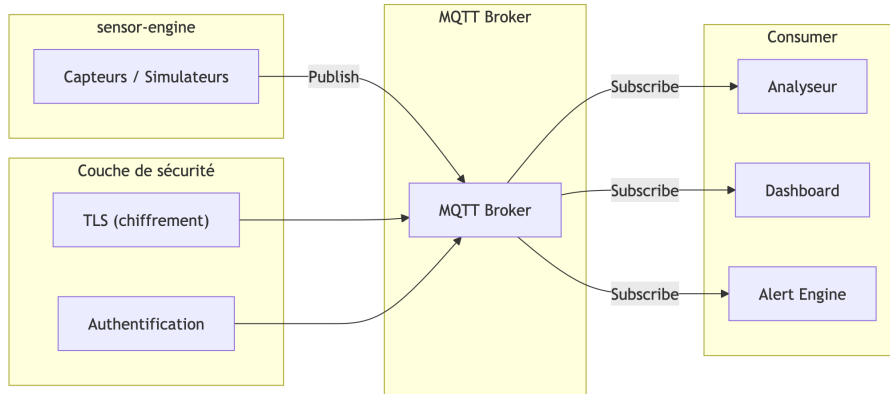 sensor-engine
Capteurs / Simulateurs
Publish
Couche de sécurité
TLS (chiffrement)
Authentification
MQTT Broker
MQTT Broker
Subscribe
Subscribe
Subscribe
Consumer
Analyseur
Dashboard
Alert Engine